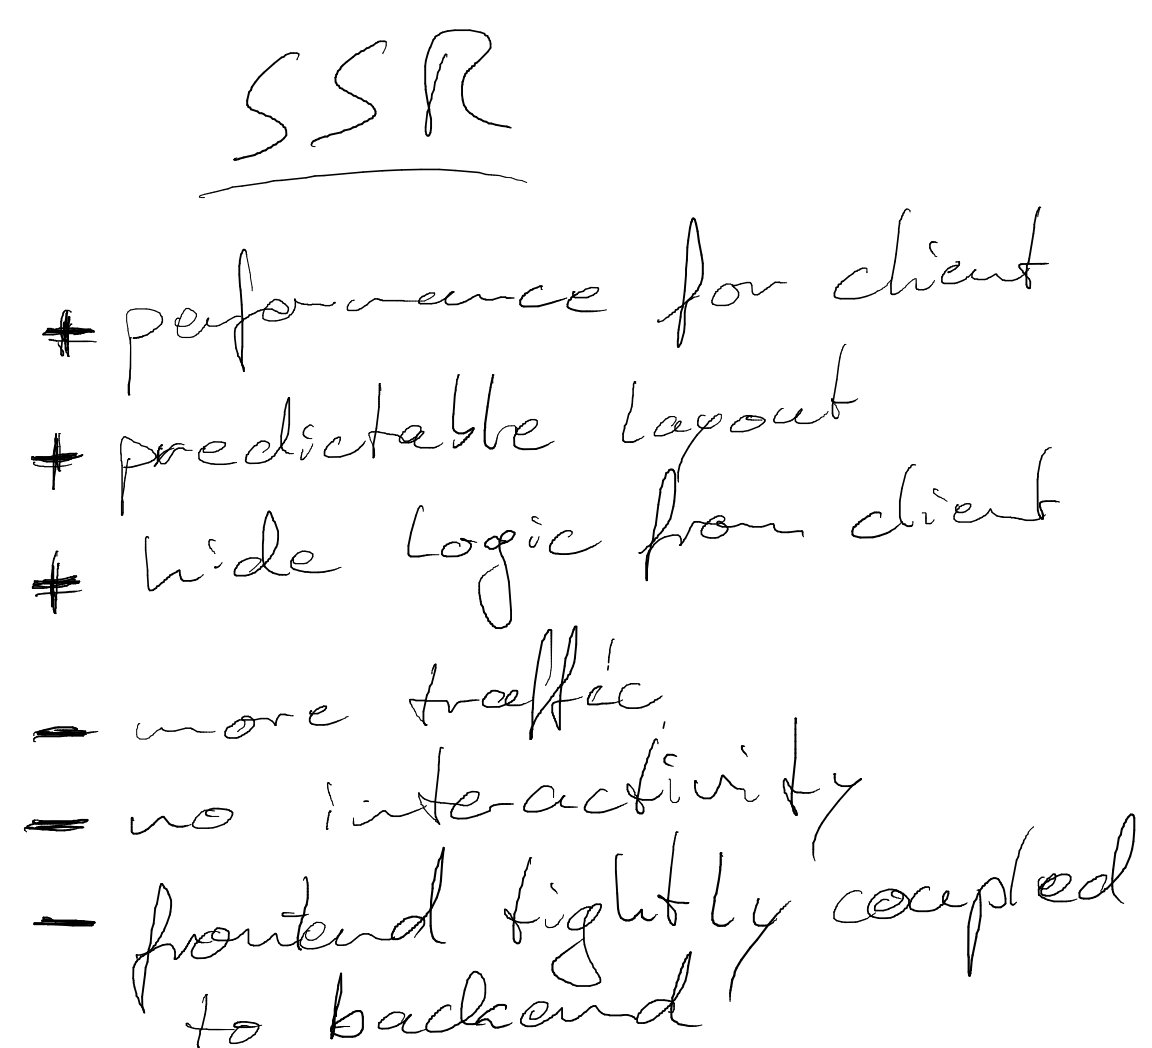 SSR
+ performance for client
+ predictable layout
+ hide logic from client
- more traffic
- no interactivity
- frontend tightly coupled
to backend